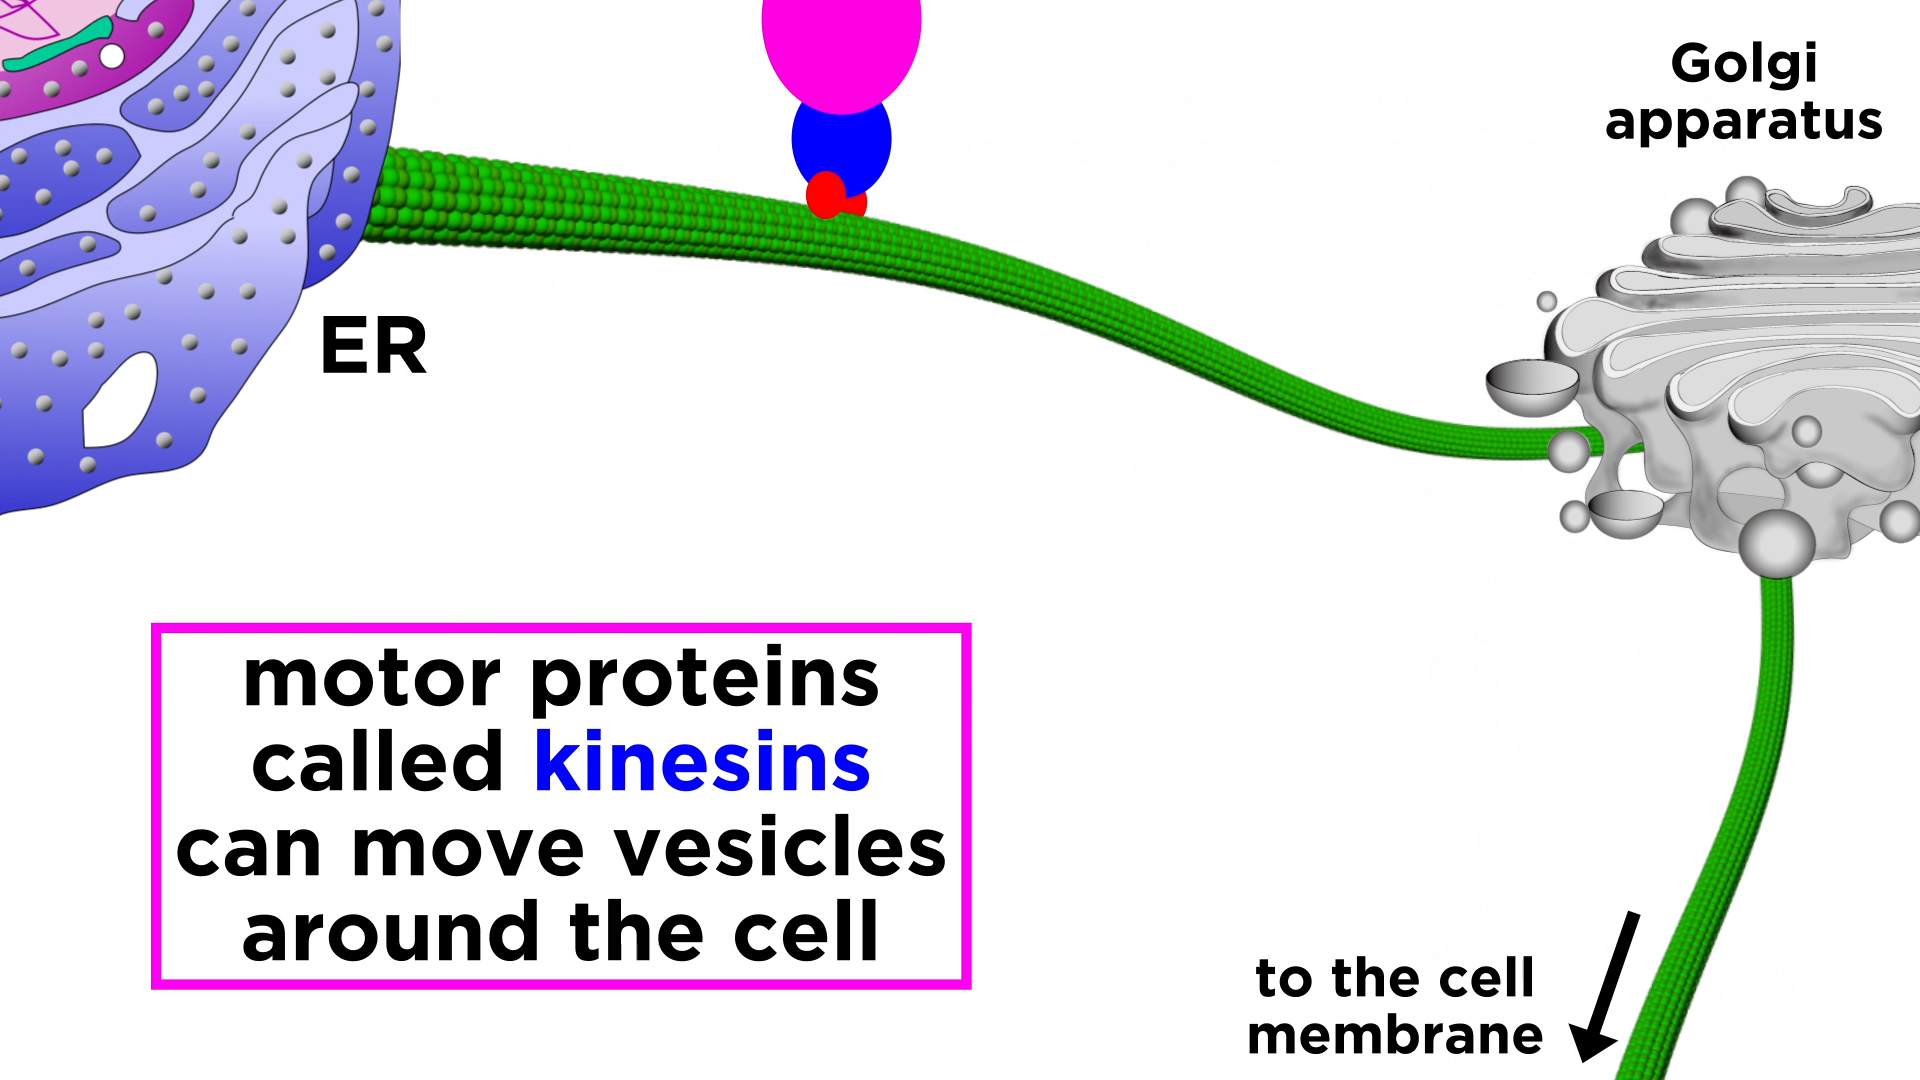 Golgi
apparatus
ER
motor proteins
called kinesins
can move vesicles
around the cell
to the cell
membrane